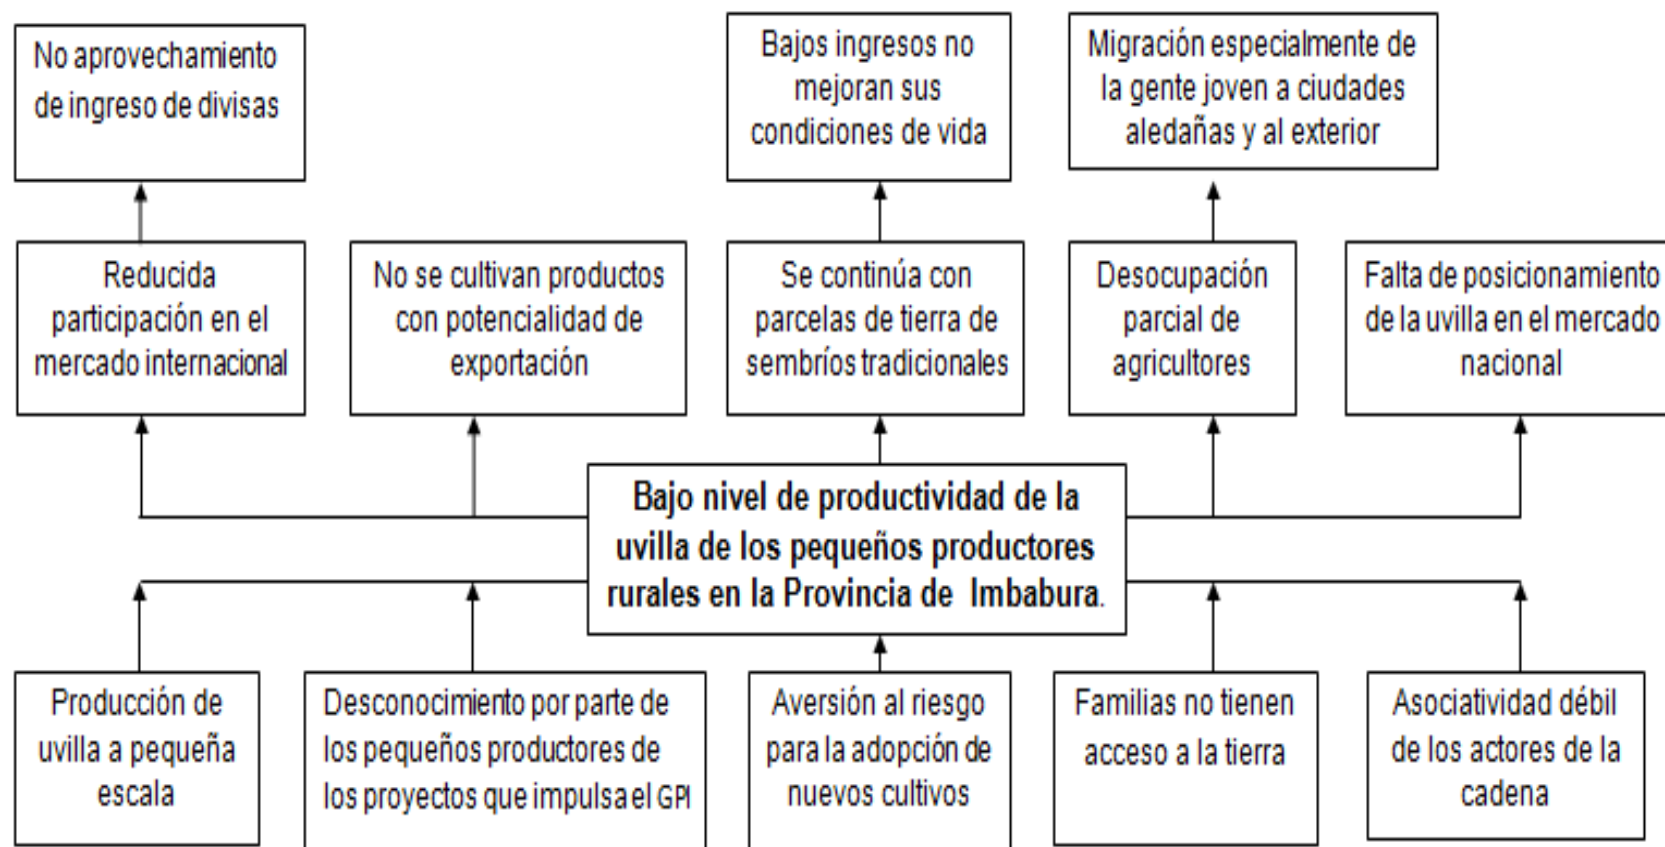 No aprovechamiento
de ingreso de divisas
Bajos ingresos no
mejoran sus
condiciones de vida
Migración especialmente de
la gente joven a ciudades
aledañas y al exterior
Reducida
participación en el
mercado internacional
No se cultivan productos
con potencialidad de
exportación
Se continúa con
parcelas de tierra de
sembríos tradicionales
Desocupación
parcial de
agricultores
Falta de posicionamiento
de la uvilla en el mercado
nacional
Bajo nivel de productividad de la
uvilla de los pequeños productores
rurales en la Provincia de Imbabura.
Producción de
uvilla a pequeña
escala
Desconocimiento por parte de
los pequeños productores de
los proyectos que impulsa el GPI
Aversión al riesgo
para la adopción de
nuevos cultivos
Familias no tienen
acceso a la tierra
Asociatividad débil
de los actores de la
cadena